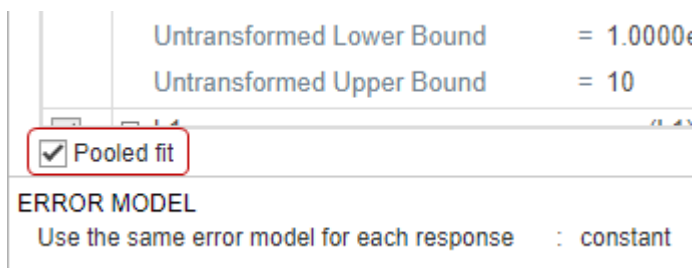 Untransformed Lower Bound = 1.0000e
Untransformed Upper Bound = 10
Pooled fit
ERROR MODEL
Use the same error model for each response : constant